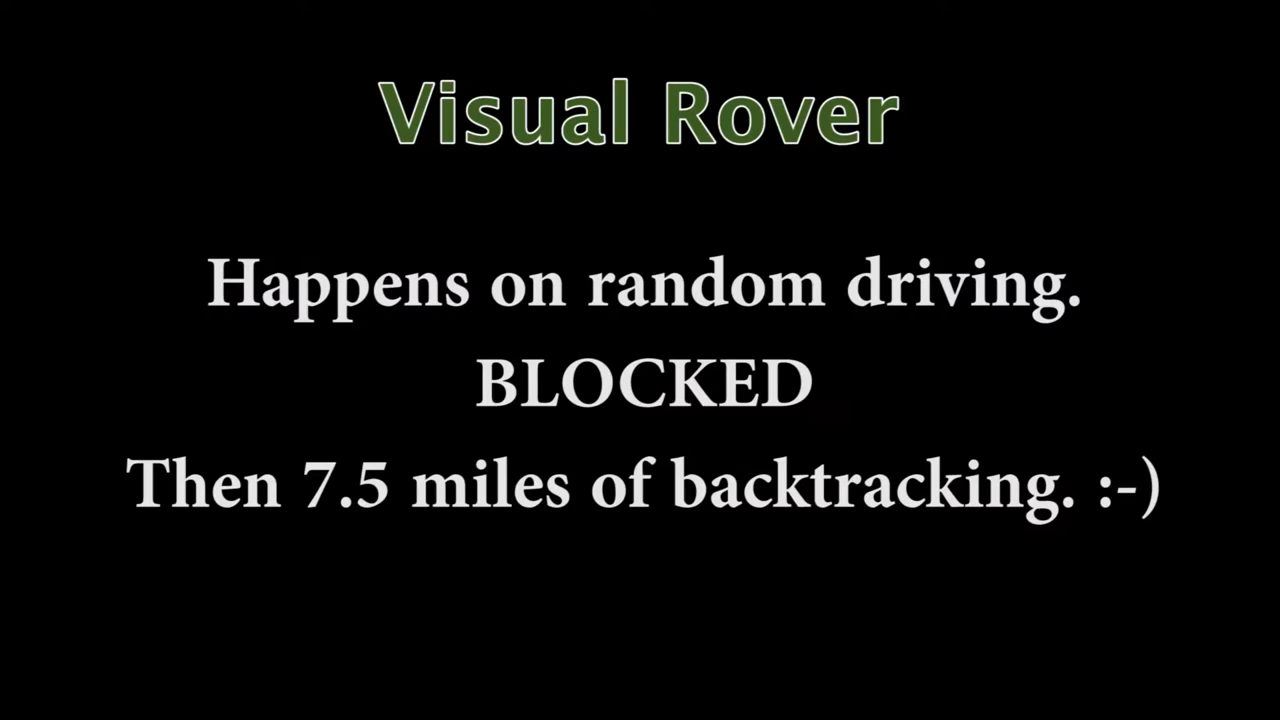 Visual Rover
Happens on random driving.
BLOCKED
Then 7.5 miles of backtracking. :-)